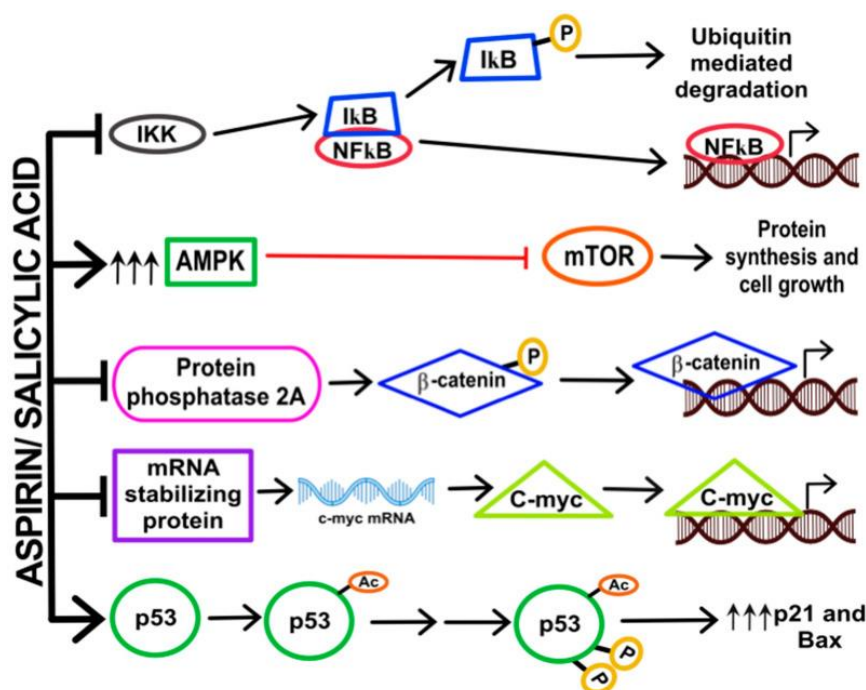 ASPIRIN/ SALICYLIC ACID
IKK
IkB
NFkB
IkB
P
Ubiquitin
mediated
degradation
NFkB
AMPK
mTOR
Protein
synthesis and
cell growth
Protein
phosphatase 2A
β-catenin
P
β-catenin
mRNA
stabilizing
protein
c-myc mRNA
C-myc
C-myc
p53
p53
Ac
p53
Ac
P
P
↑↑↑p21 and
Bax